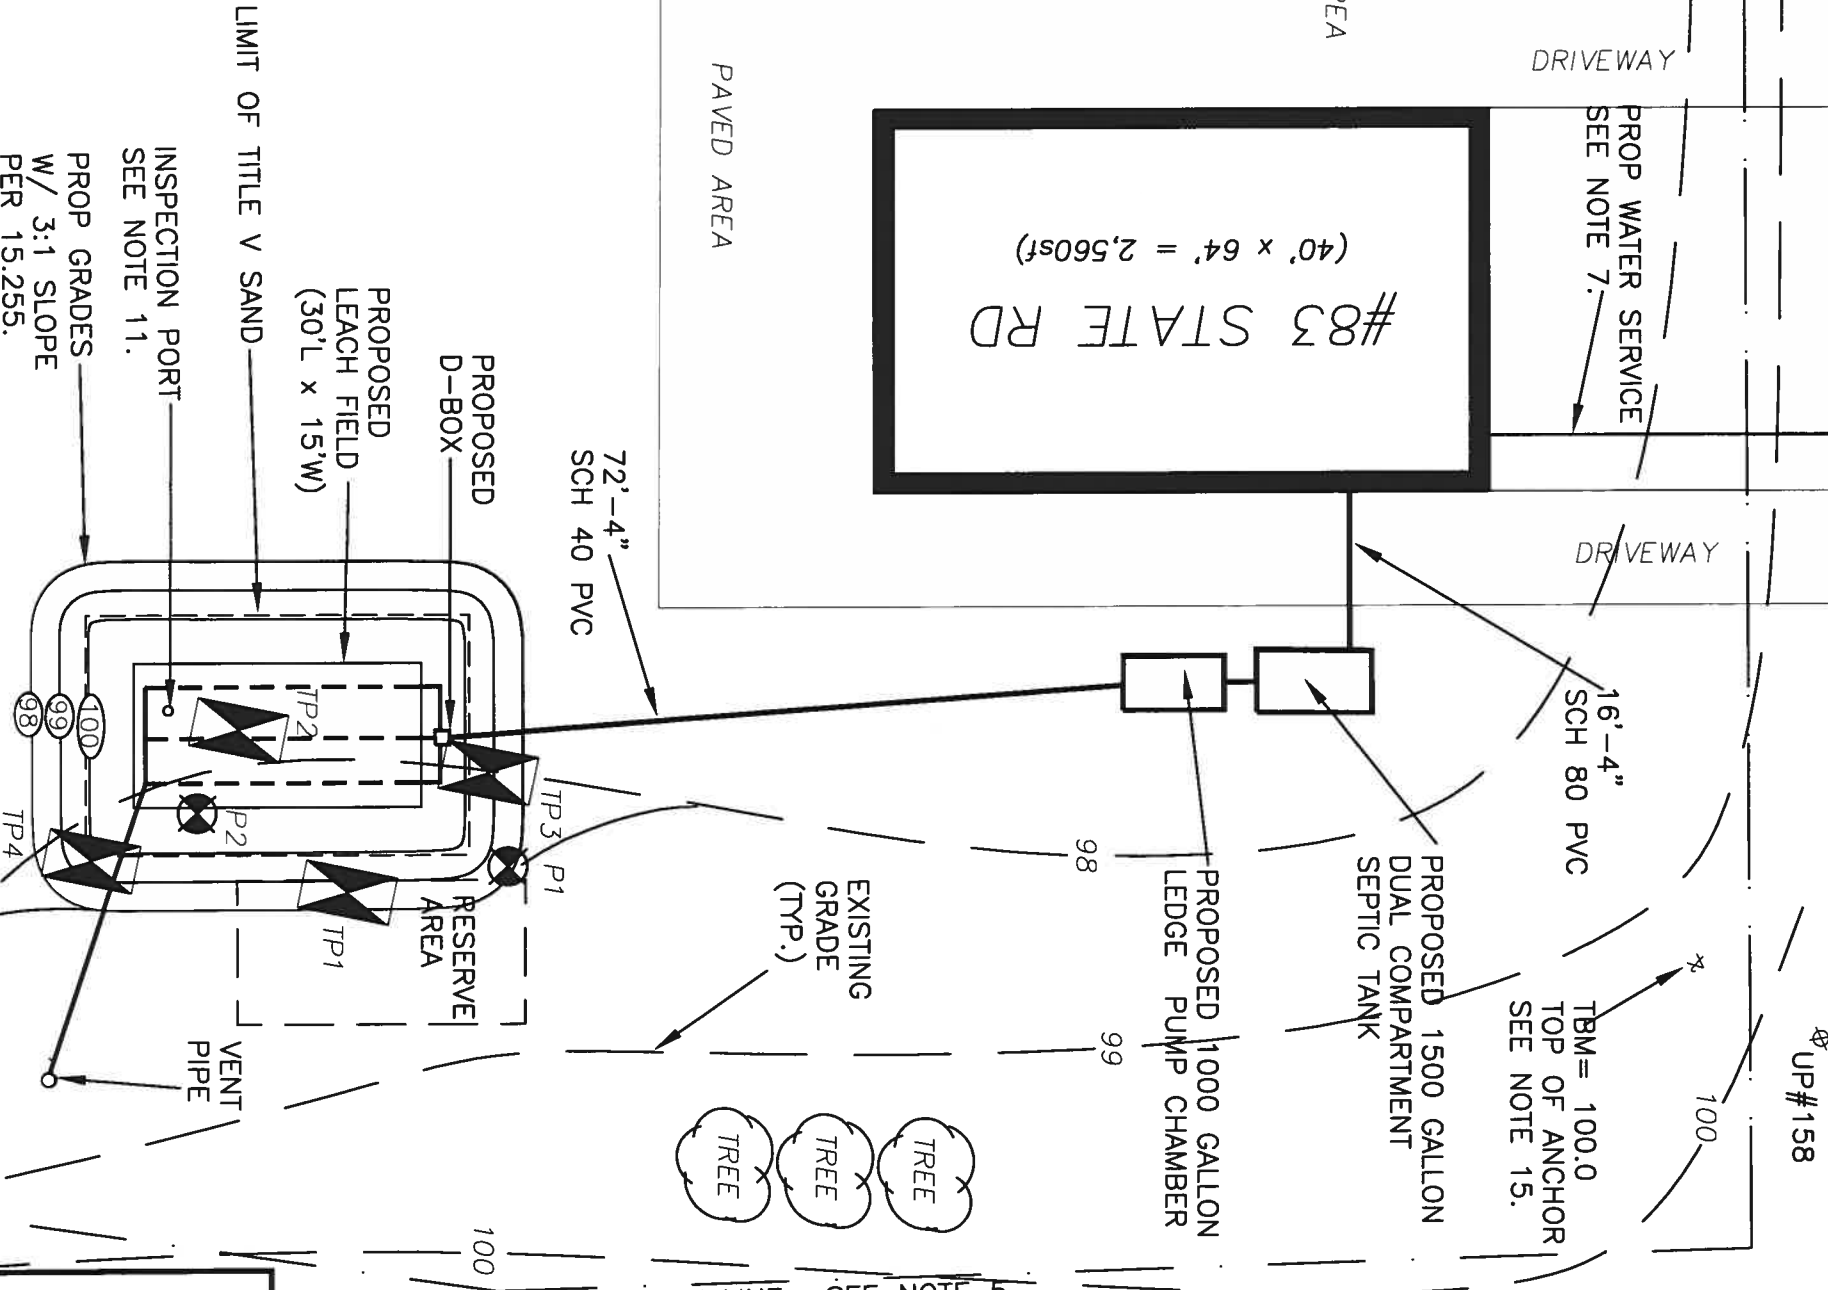 DRIVEWAY
PROP WATER SERVICE
SEE NOTE 7.
PAVED AREA
#83 STATE RD
(40' x 64' = 2,560sf)
DRIVEWAY
16'-4"
SCH 80 PVC
UP#158
TBM= 100.0
TOP OF ANCHOR
SEE NOTE 15.
100
PROPOSED 1500 GALLON
DUAL COMPARTMENT
SEPTIC TANK
PROPOSED 1000 GALLON
LEDGE PUMP CHAMBER
98
99
EXISTING
GRADE
(TYP.)
TREE
TREE
TREE
72'-4"
SCH 40 PVC
PROPOSED
D-BOX
PROPOSED
LEACH FIELD
(30'L x 15'W)
LIMIT OF TITLE V SAND
INSPECTION PORT
SEE NOTE 11.
PROP GRADES
W/ 3:1 SLOPE
PER 15.255.
TP2
TP3
P1
P2
TP4
TP1
100
99
98
RESERVE
AREA
VENT
PIPE
100
SEE NOTE 5